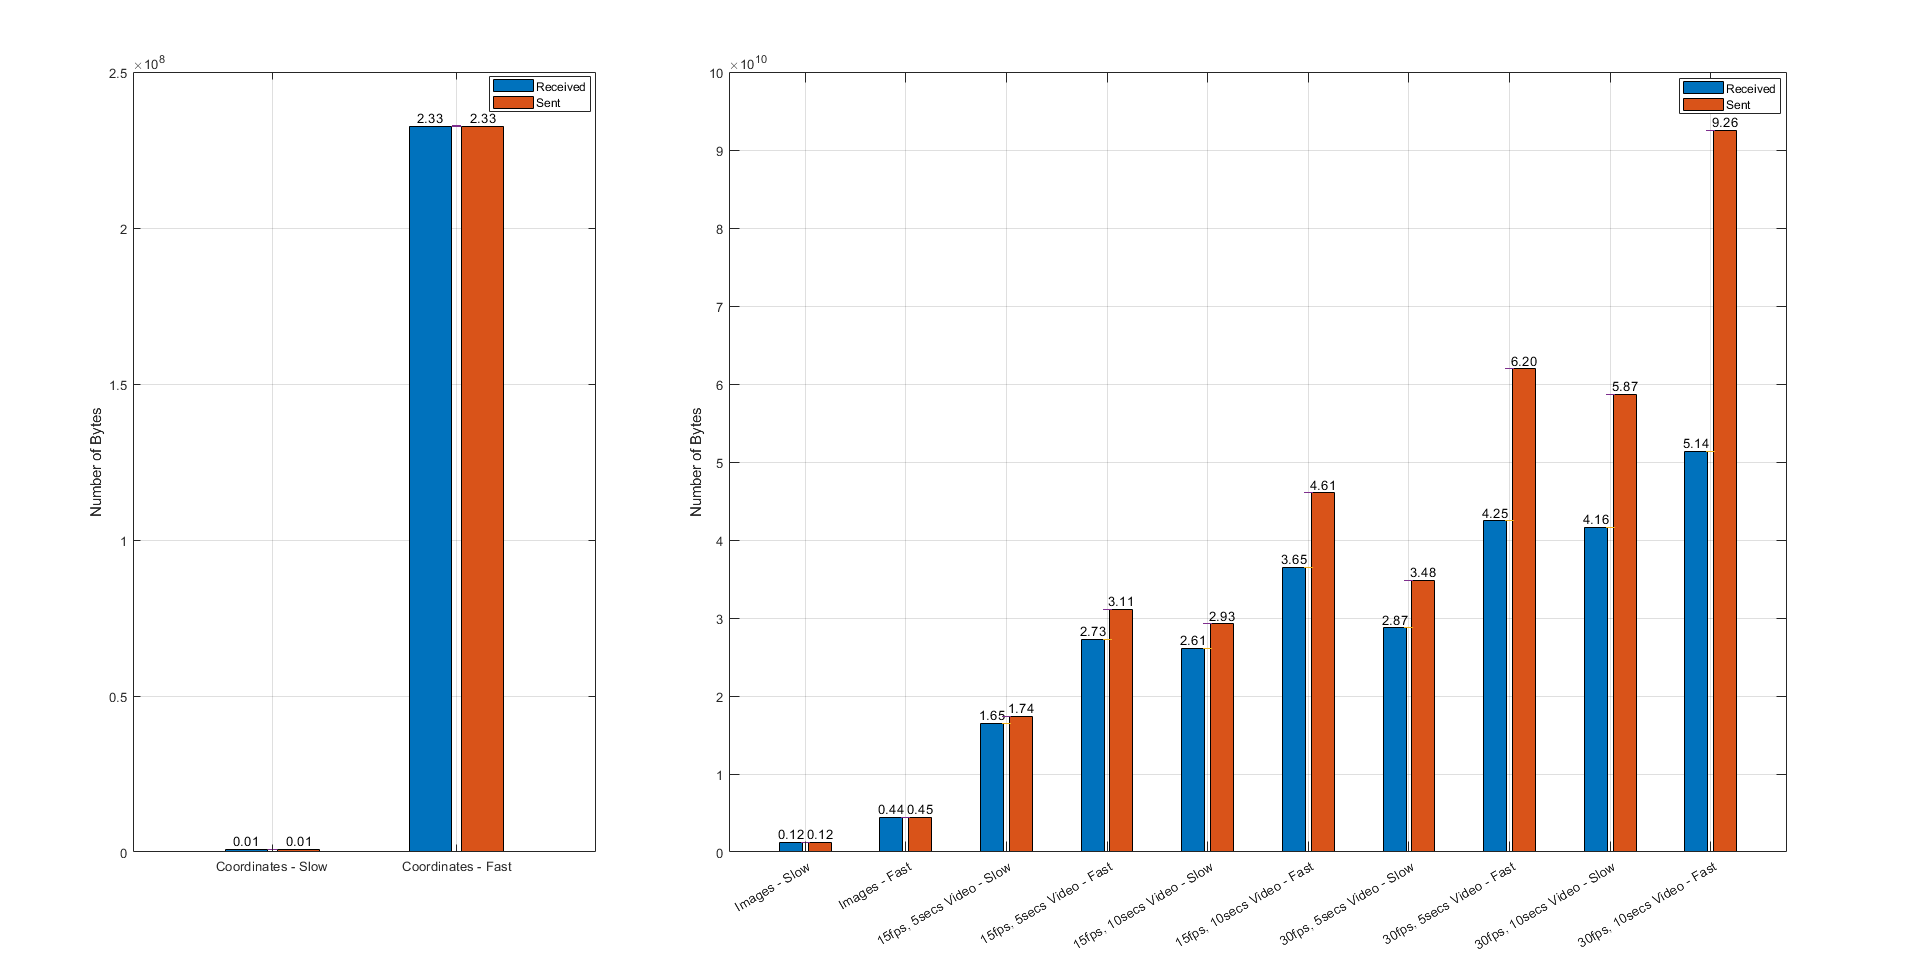 ×10^8
2.5
2
1.5
1
0.5
0
Number of Bytes
Received
Sent
2.33 2.33
0.01 0.01
Coordinates - Slow Coordinates - Fast
×10^10
10
9
8
7
6
5
4
3
2
1
0
Number of Bytes
Received
Sent
0.12 0.12
0.44 0.45
1.65 1.74
2.73 3.11
2.61 2.93
3.65 4.61
2.87 3.48
4.25 6.20
4.16 5.87
5.14 9.26
Images - Slow
Images - Fast
15fps, 5secs Video - Slow
15fps, 5secs Video - Fast
15fps, 10secs Video - Slow
15fps, 10secs Video - Fast
30fps, 5secs Video - Slow
30fps, 5secs Video - Fast
30fps, 10secs Video - Slow
30fps, 10secs Video - Fast